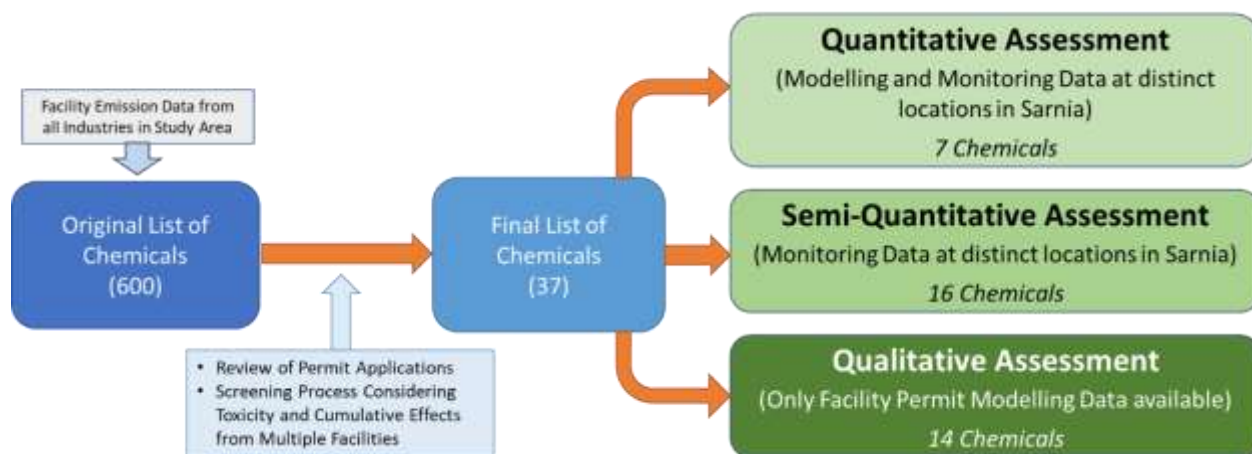 Facility Emission Data from
all Industries in Study Area
Original List of
Chemicals
(600)
• Review of Permit Applications
• Screening Process Considering
Toxicity and Cumulative Effects
from Multiple Facilities
Final List of
Chemicals
(37)
Quantitative Assessment
(Modelling and Monitoring Data at distinct
locations in Sarnia)
7 Chemicals
Semi-Quantitative Assessment
(Monitoring Data at distinct locations in Sarnia)
16 Chemicals
Qualitative Assessment
(Only Facility Permit Modelling Data available)
14 Chemicals